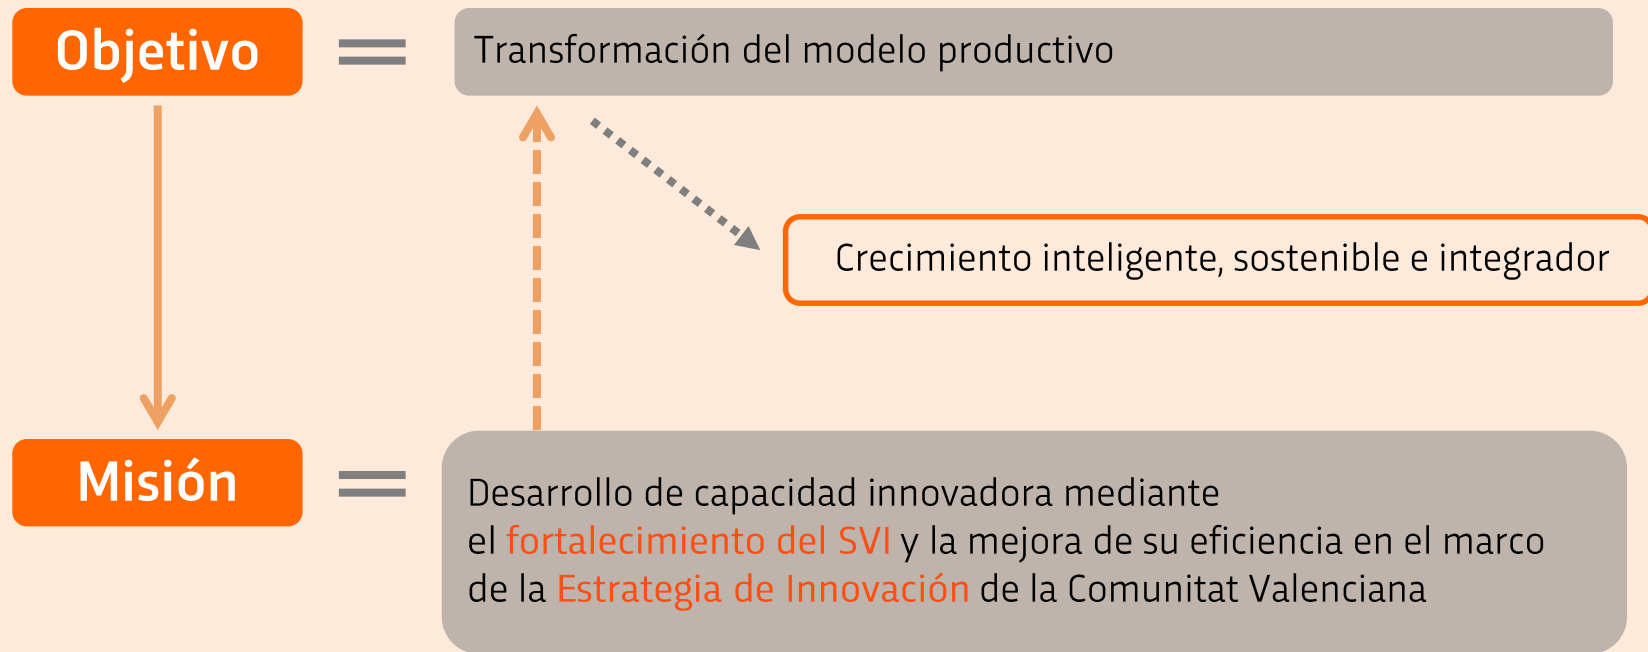 Objetivo
Transformación del modelo productivo
Crecimiento inteligente, sostenible e integrador
Misión
Desarrollo de capacidad innovadora mediante
el fortalecimiento del SVI y la mejora de su eficiencia en el marco
de la Estrategia de Innovación de la Comunitat Valenciana